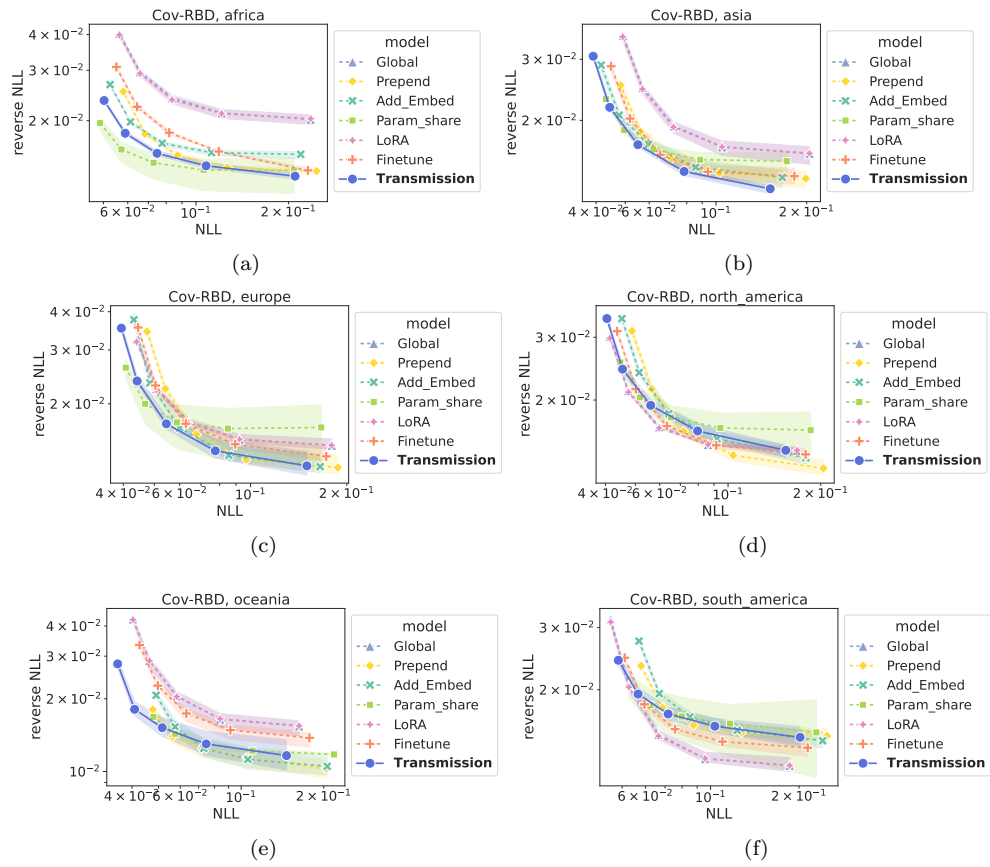 Cov-RBD, africa
reverse NLL
4 × 10⁻²
3 × 10⁻²
2 × 10⁻²
6 × 10⁻² 10⁻¹ 2 × 10⁻¹
NLL
model
Global
Prepend
Add_Embed
Param_share
LoRA
Finetune
Transmission
(a)
Cov-RBD, asia
reverse NLL
3 × 10⁻²
2 × 10⁻²
4 × 10⁻² 6 × 10⁻² 10⁻¹ 2 × 10⁻¹
NLL
model
Global
Prepend
Add_Embed
Param_share
LoRA
Finetune
Transmission
(b)
Cov-RBD, europe
reverse NLL
4 × 10⁻²
3 × 10⁻²
2 × 10⁻²
4 × 10⁻² 6 × 10⁻² 10⁻¹ 2 × 10⁻¹
NLL
model
Global
Prepend
Add_Embed
Param_share
LoRA
Finetune
Transmission
(c)
Cov-RBD, north_america
reverse NLL
3 × 10⁻²
2 × 10⁻²
4 × 10⁻² 6 × 10⁻² 10⁻¹ 2 × 10⁻¹
NLL
model
Global
Prepend
Add_Embed
Param_share
LoRA
Finetune
Transmission
(d)
Cov-RBD, oceania
reverse NLL
4 × 10⁻²
3 × 10⁻²
2 × 10⁻²
10⁻²
4 × 10⁻² 6 × 10⁻² 10⁻¹ 2 × 10⁻¹
NLL
model
Global
Prepend
Add_Embed
Param_share
LoRA
Finetune
Transmission
(e)
Cov-RBD, south_america
reverse NLL
3 × 10⁻²
2 × 10⁻²
6 × 10⁻² 10⁻¹ 2 × 10⁻¹
NLL
model
Global
Prepend
Add_Embed
Param_share
LoRA
Finetune
Transmission
(f)